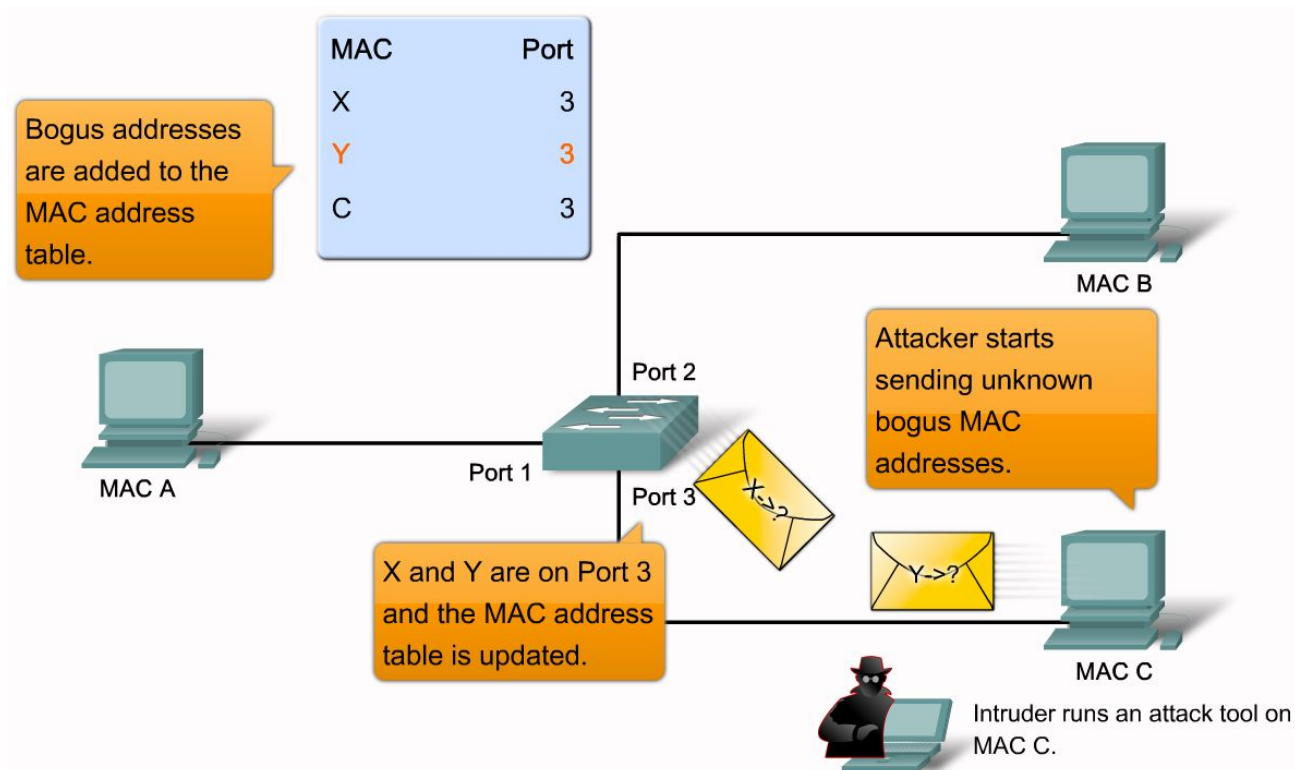 MAC Port
X 3
Y 3
C 3
Bogus addresses
are added to the
MAC address
table.
MAC B
Attacker starts
sending unknown
bogus MAC
addresses.
Port 2
MAC A
Port 1
Port 3
X->?
Y->?
X and Y are on Port 3
and the MAC address
table is updated.
MAC C
Intruder runs an attack tool on
MAC C.